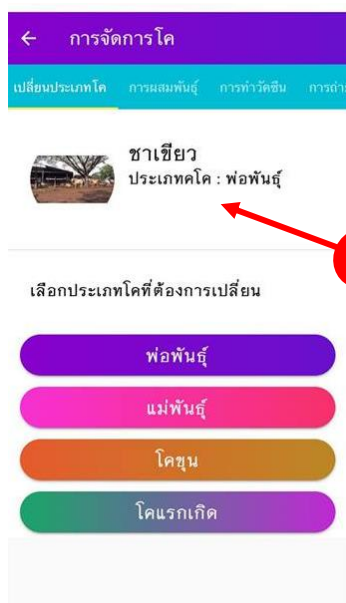 การจัดการโค
เปลี่ยนประเภทโค การผสมพันธุ์ การทำวัคซีน
ชาเขียว
ประเภทคโค : พ่อพันธุ์
เลือกประเภทโคที่ต้องการเปลี่ยน
พ่อพันธุ์
แม่พันธุ์
โคขุน
โคแรกเกิด